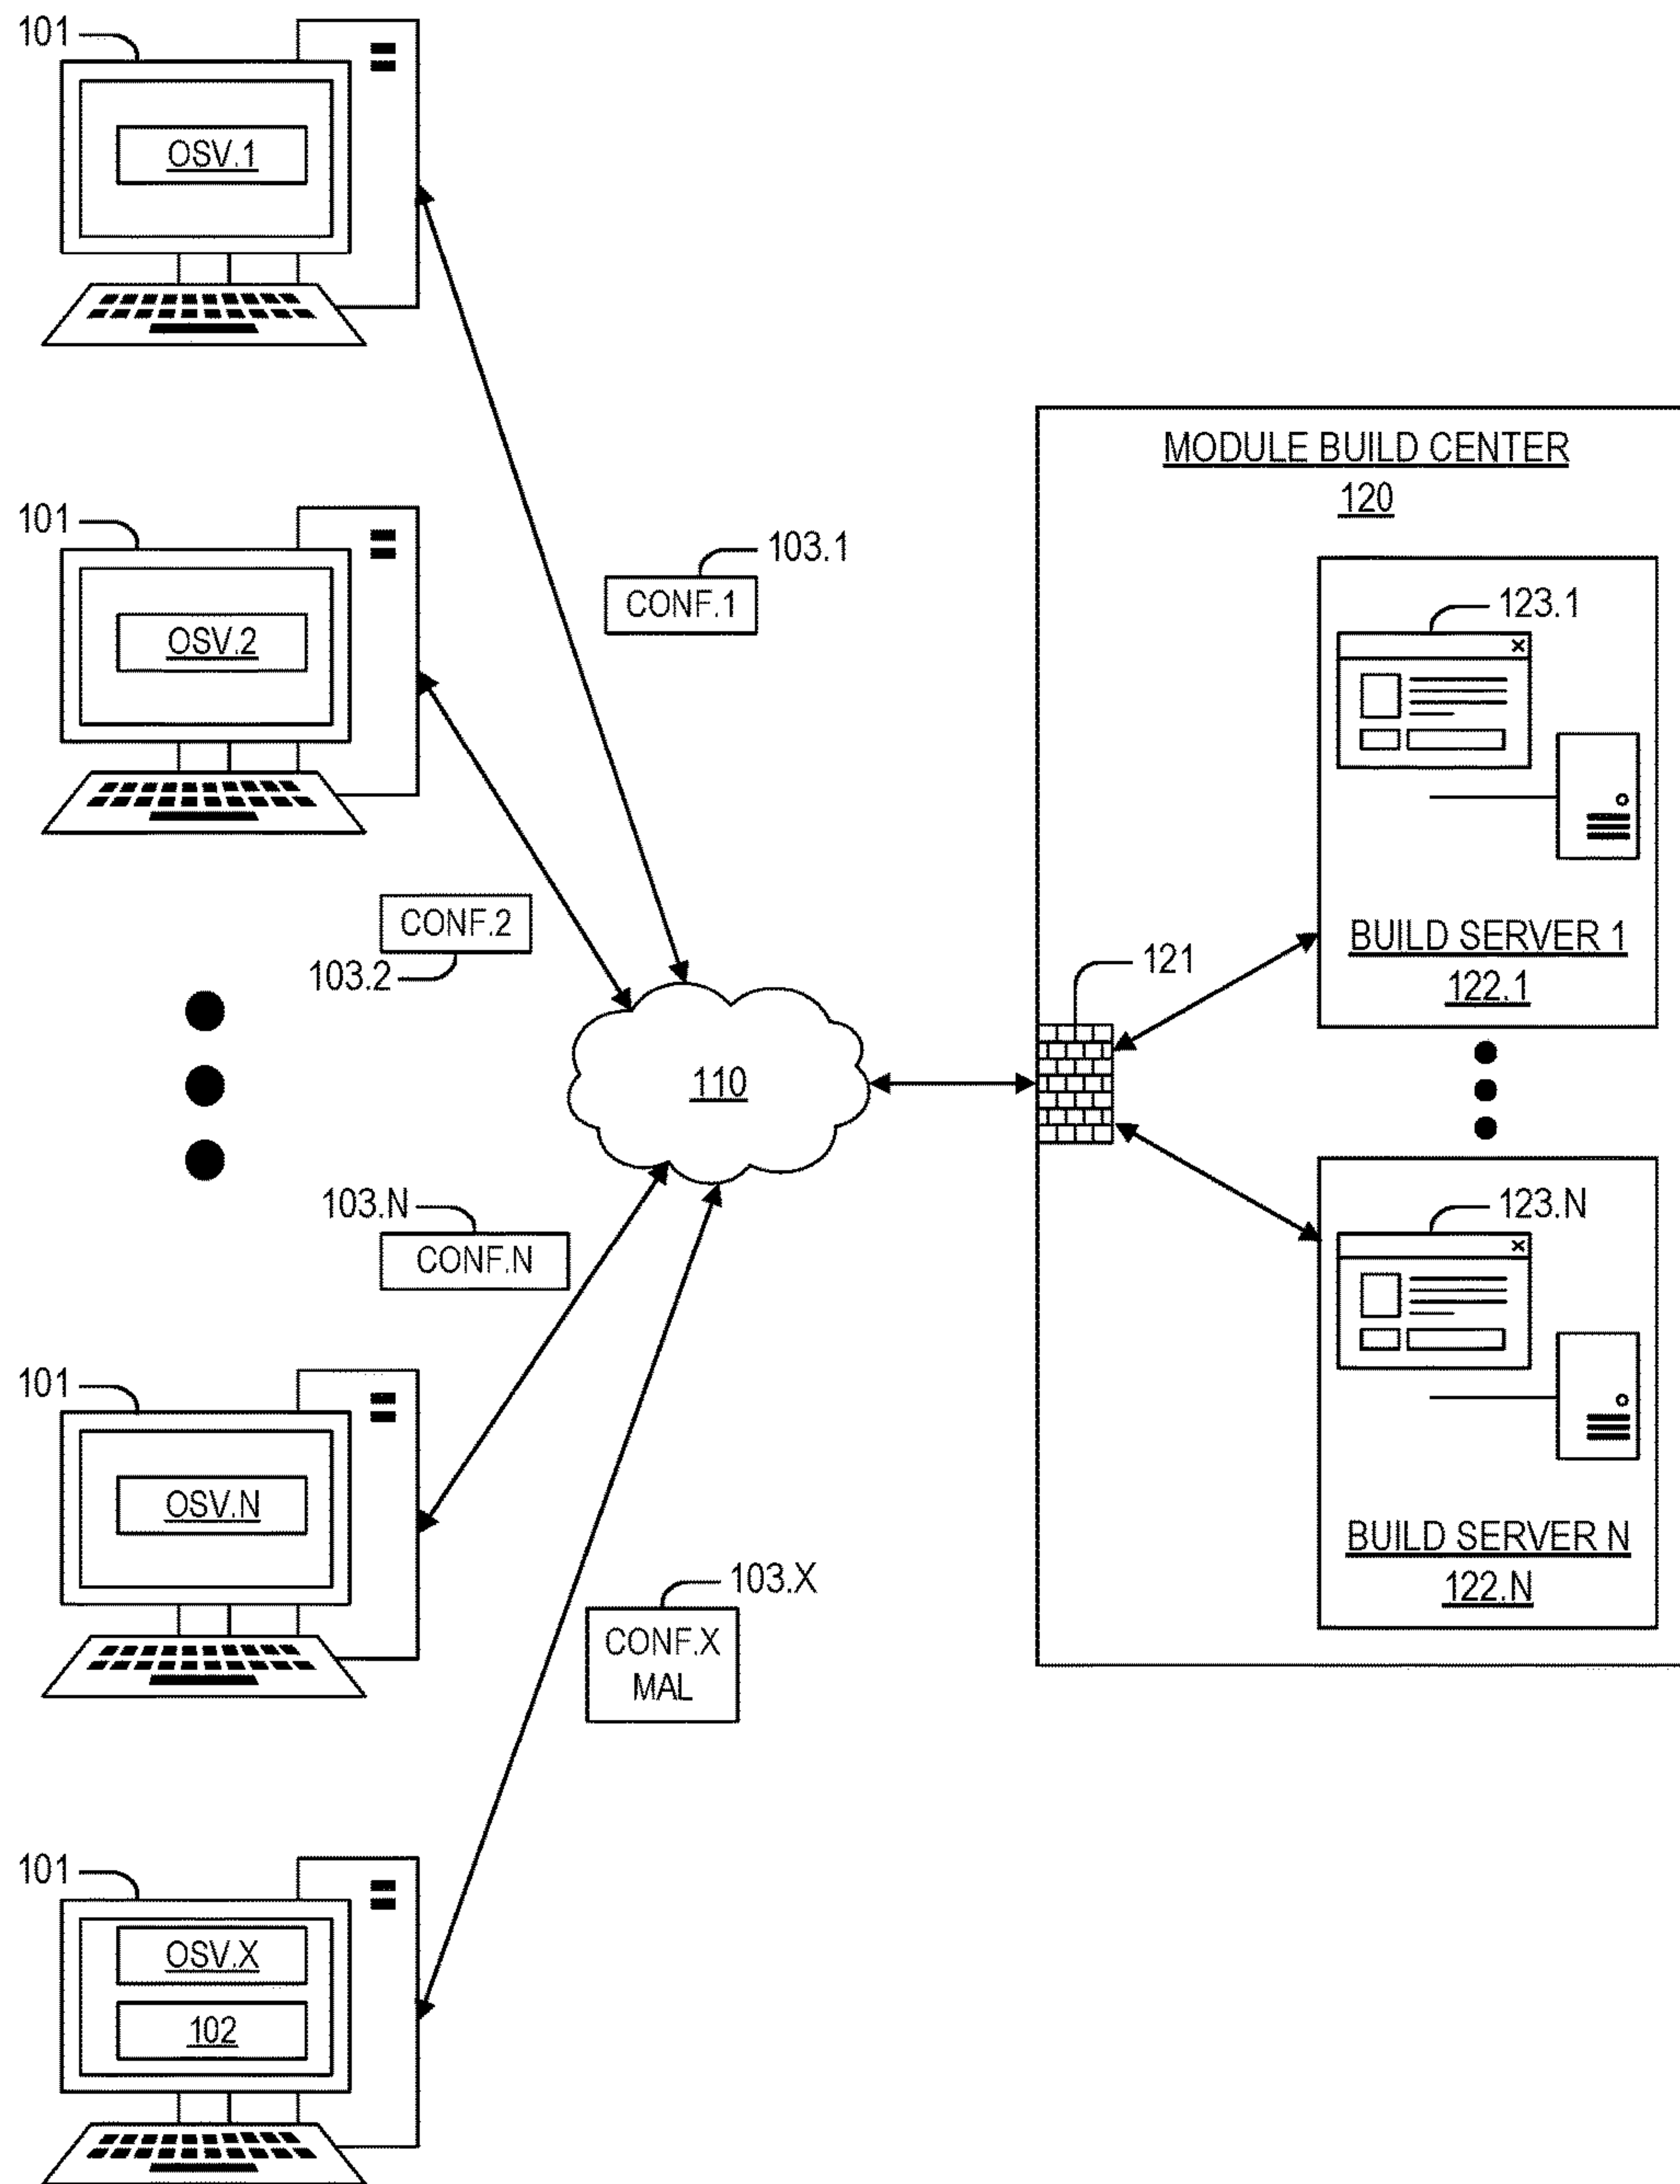 101
OSV.1
101
OSV.2
103.1
CONF.1
CONF.2
103.2
110
103.N
CONF.N
101
OSV.N
103.X
CONF.X
MAL
101
OSV.X
102
MODULE BUILD CENTER
120
123.1
BUILD SERVER 1
122.1
121
123.N
BUILD SERVER N
122.N